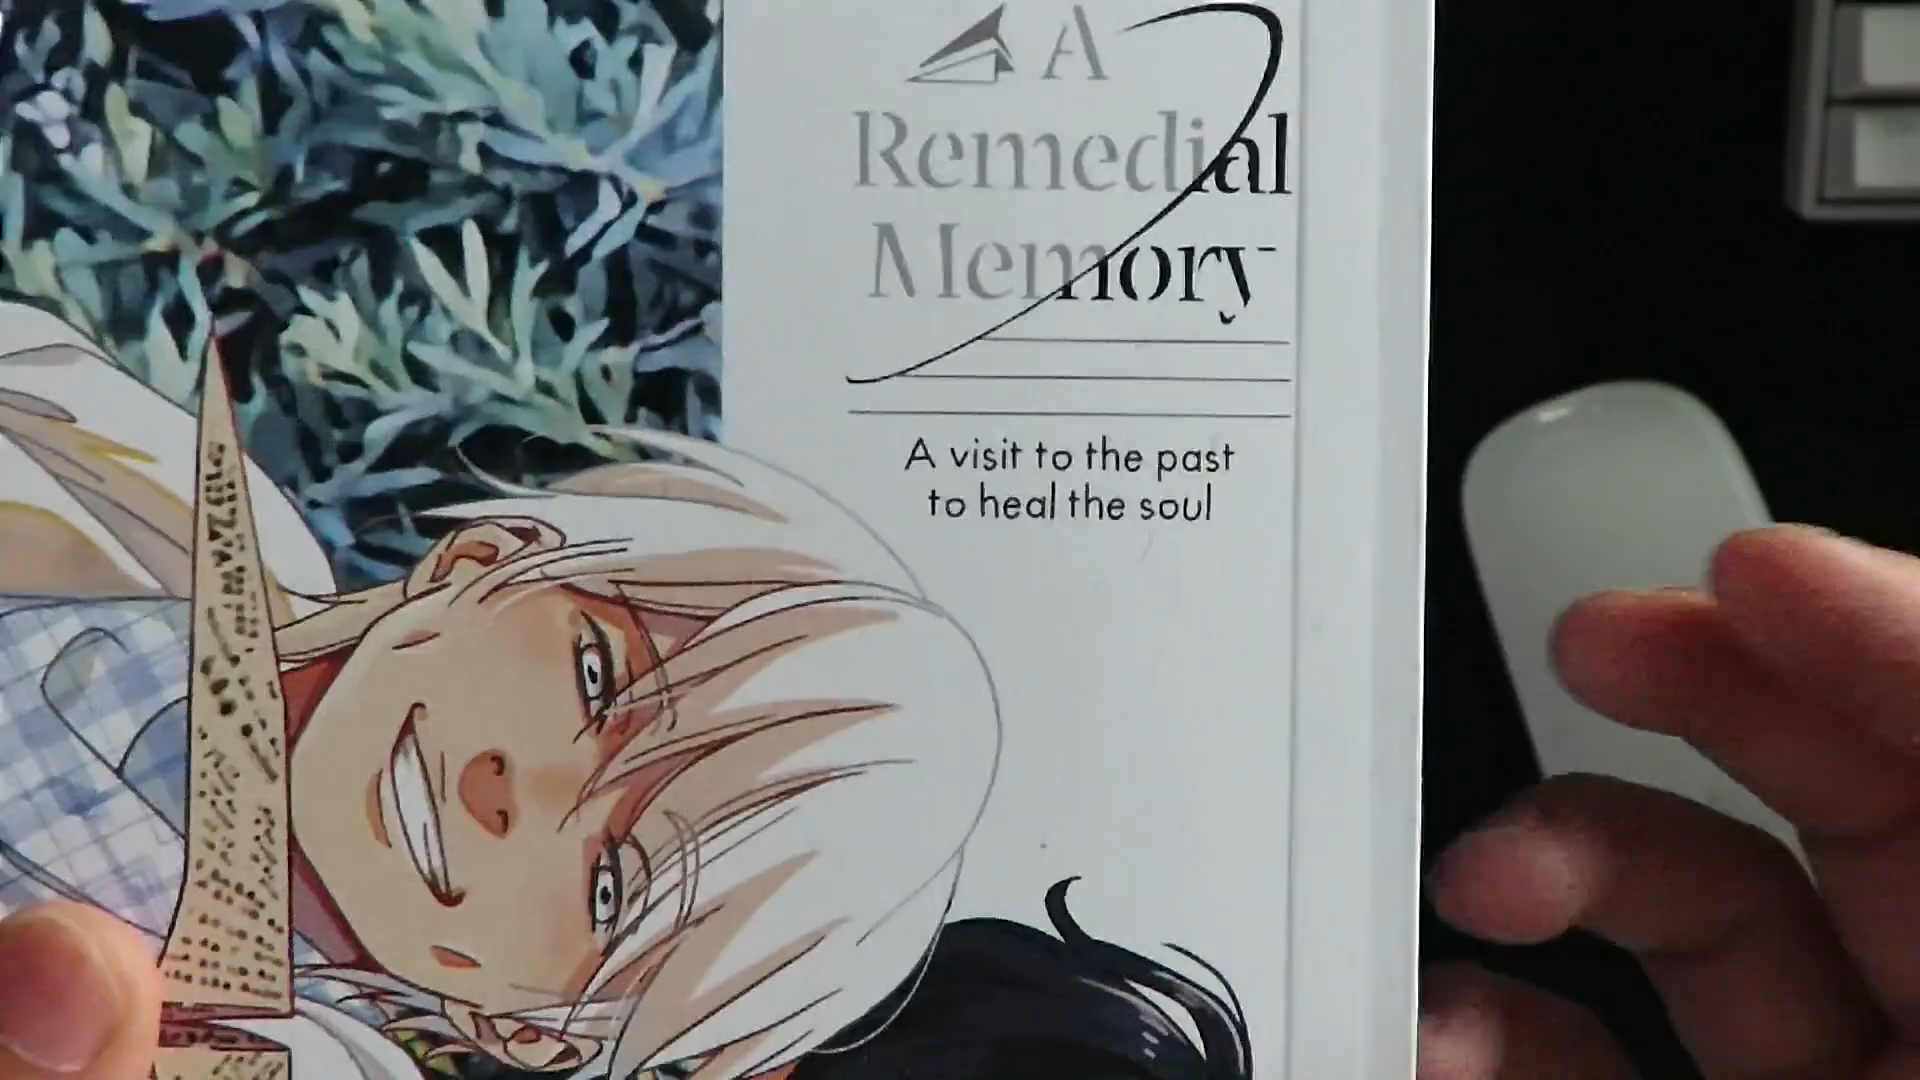 A
Remedial
Memory
A visit to the past
to heal the soul